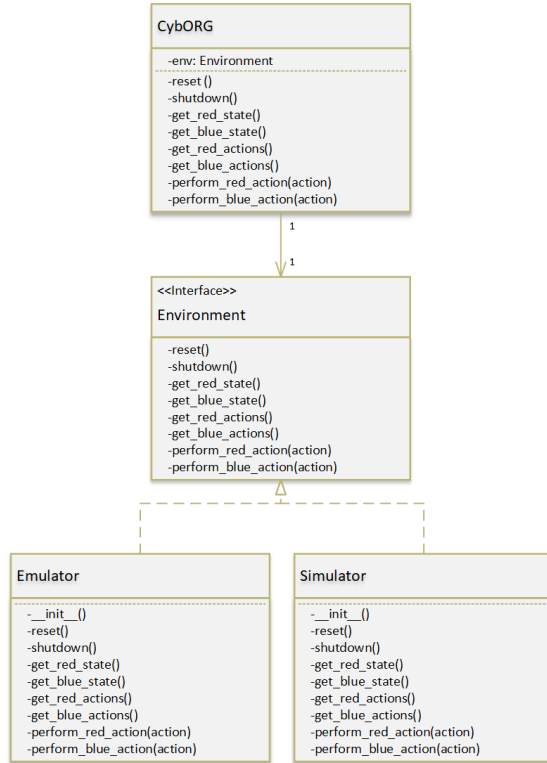 CybORG
-env: Environment
-reset ()
-shutdown()
-get_red_state()
-get_blue_state()
-get_red_actions()
-get_blue_actions()
-perform_red_action(action)
-perform_blue_action(action)
1
1
<<Interface>>
Environment
-reset()
-shutdown()
-get_red_state()
-get_blue_state()
-get_red_actions()
-get_blue_actions()
-perform_red_action(action)
-perform_blue_action(action)
Emulator
-__init__()
-reset()
-shutdown()
-get_red_state()
-get_blue_state()
-get_red_actions()
-get_blue_actions()
-perform_red_action(action)
-perform_blue_action(action)
Simulator
-__init__()
-reset()
-shutdown()
-get_red_state()
-get_blue_state()
-get_red_actions()
-get_blue_actions()
-perform_red_action(action)
-perform_blue_action(action)